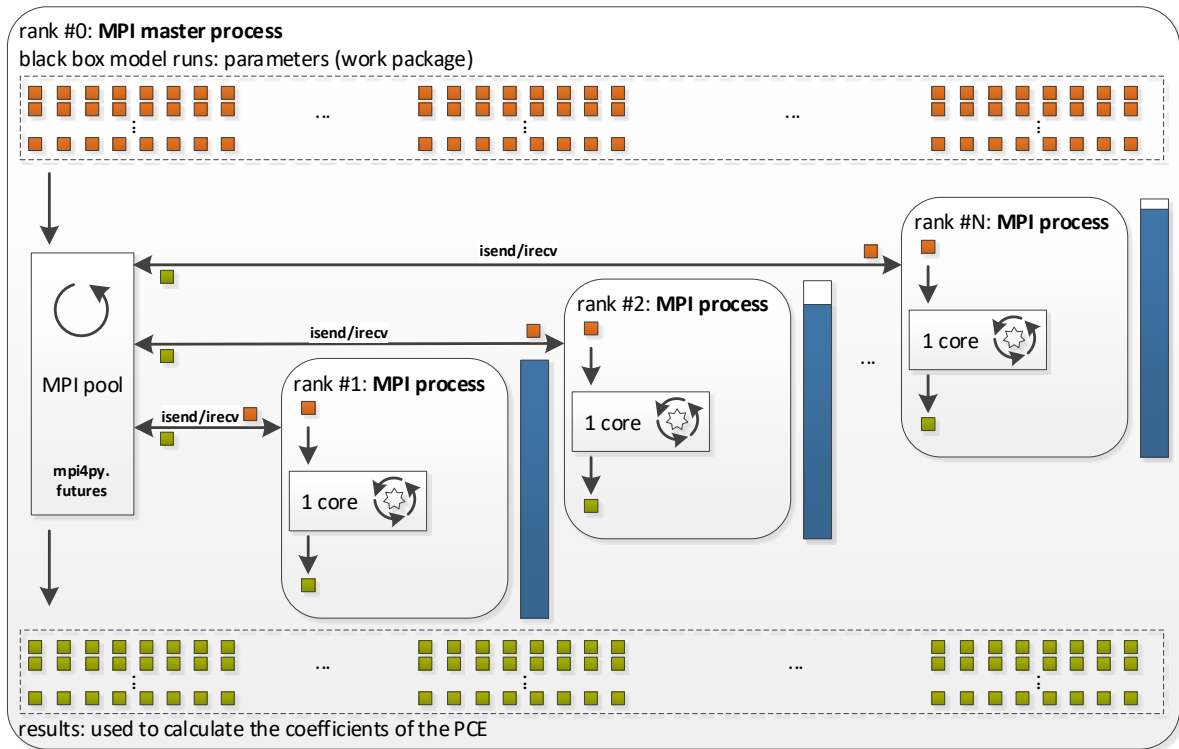 rank #0: MPI master process
black box model runs: parameters (work package)
... ...
rank #N: MPI process
isend/irecv
1 core
rank #2: MPI process
isend/irecv
1 core
...
MPI pool
rank #1: MPI process
isend/irecv
mpi4py.
futures
1 core
... ...
results: used to calculate the coefficients of the PCE